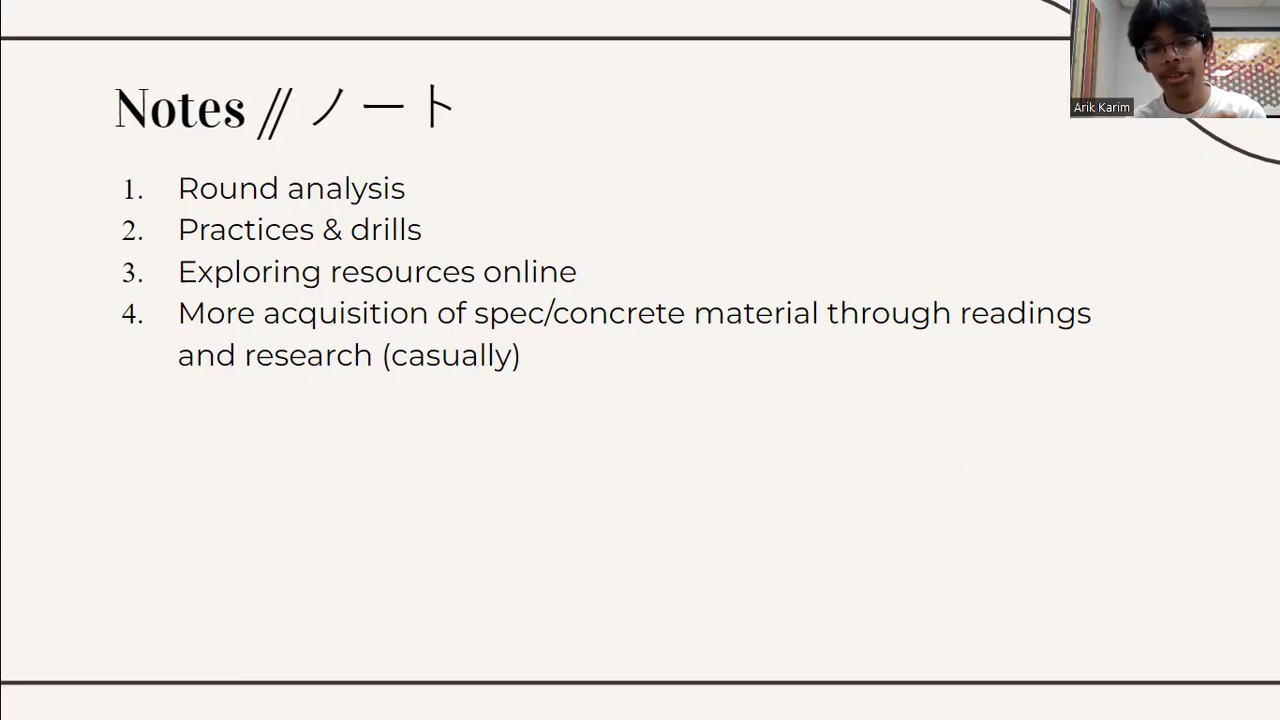 Notes // ノート
1. Round analysis
2. Practices & drills
3. Exploring resources online
4. More acquisition of spec/concrete material through readings
and research (casually)
Arik Karim